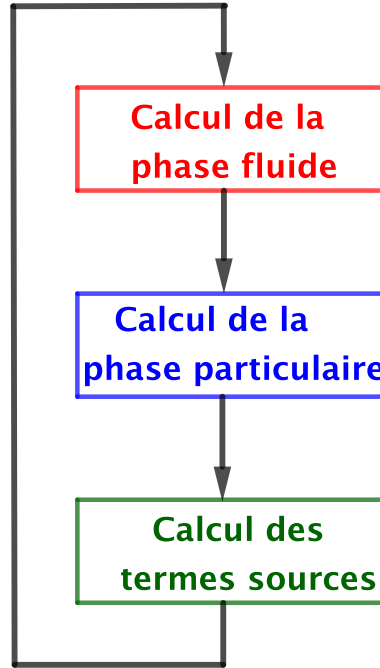 Calcul de la
phase fluide
Calcul de la
phase particulaire
Calcul des
termes sources